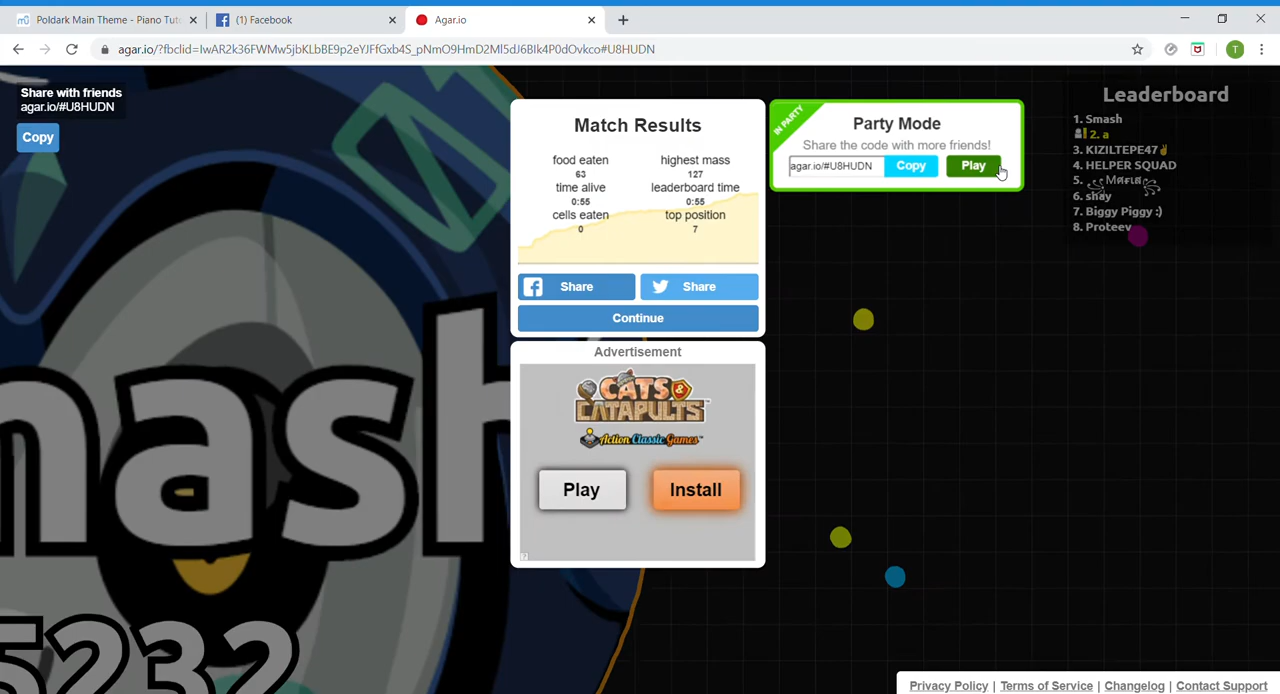 Poldark Main Theme - Piano Tuto
(1) Facebook
Agar.io
agar.io/?fbclid=IwAR2k36FWMw5jbKLbBE9p2eYJFfGxb4S_pNmO9HmD2Ml5dJ6BIk4P0dOvkco#U8HUDN
T
Share with friends
agar.io/#U8HUDN
Copy
Match Results
food eaten
63
highest mass
127
time alive
0:55
leaderboard time
0:55
cells eaten
0
top position
7
Share
Share
Continue
Advertisement
CATS & CATAPULTS
Action Classic Games
Play
Install
IN PARTY
Party Mode
Share the code with more friends!
agar.io/#U8HUDN
Copy
Play
Leaderboard
1. Smash
2. a
3. KIZILTEPE47✌
4. HELPER SQUAD
5.
6. shay
7. Biggy Piggy :)
8. Proteev
mash
5232
Privacy Policy | Terms of Service | Changelog | Contact Support